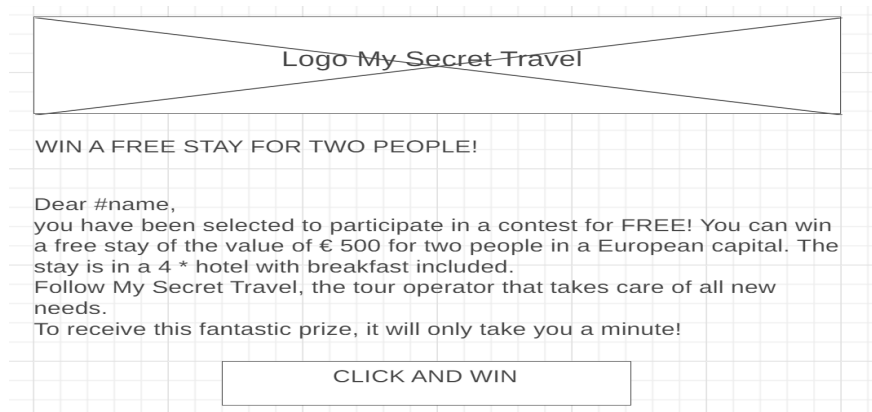 Logo My Secret Travel
WIN A FREE STAY FOR TWO PEOPLE!
Dear #name,
you have been selected to participate in a contest for FREE! You can win
a free stay of the value of € 500 for two people in a European capital. The
stay is in a 4 * hotel with breakfast included.
Follow My Secret Travel, the tour operator that takes care of all new
needs.
To receive this fantastic prize, it will only take you a minute!
CLICK AND WIN